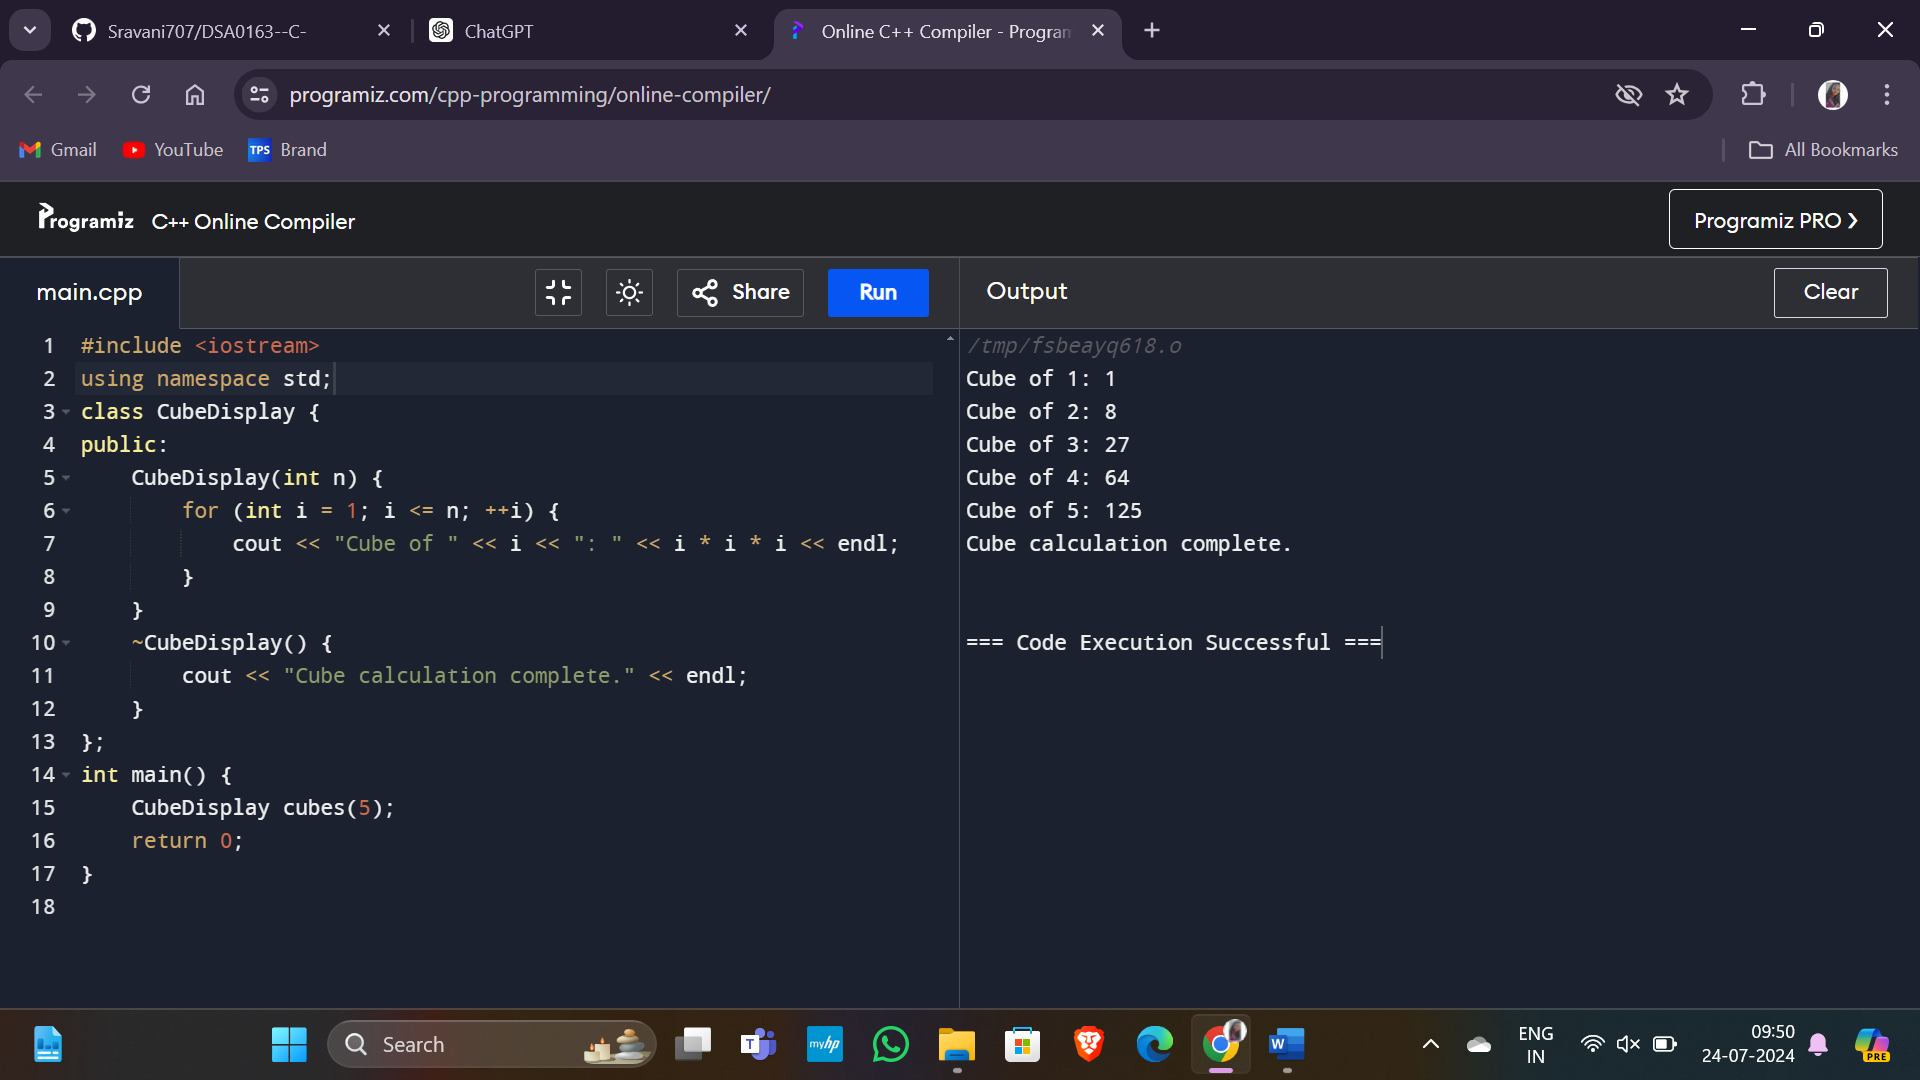 Sravani707/DSA0163--C-
ChatGPT
Online C++ Compiler - Program
programiz.com/cpp-programming/online-compiler/
Gmail
YouTube
TPS
Brand
All Bookmarks
Programiz
C++ Online Compiler
Programiz PRO ❯
main.cpp
Share
Run
Output
Clear
1 #include <iostream>
2 using namespace std;
3 class CubeDisplay {
4 public:
5 CubeDisplay(int n) {
6 for (int i = 1; i <= n; ++i) {
7 cout << "Cube of " << i << ": " << i * i * i << endl;
8 }
9 }
10 ~CubeDisplay() {
11 cout << "Cube calculation complete." << endl;
12 }
13 };
14 int main() {
15 CubeDisplay cubes(5);
16 return 0;
17 }
18
/tmp/fsbeayq618.o
Cube of 1: 1
Cube of 2: 8
Cube of 3: 27
Cube of 4: 64
Cube of 5: 125
Cube calculation complete.
=== Code Execution Successful ===
Search
T
myhp
W
ENG
IN
09:50
24-07-2024
PRE